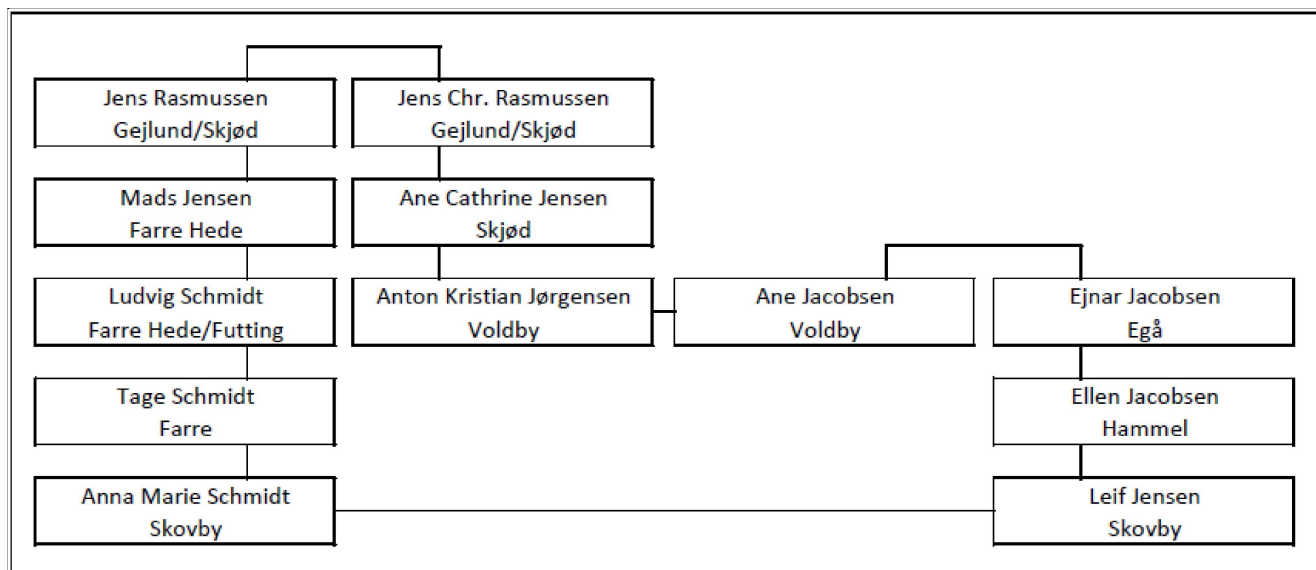 Jens Rasmussen
Gejlund/Skjød
Jens Chr. Rasmussen
Gejlund/Skjød
Mads Jensen
Farre Hede
Ane Cathrine Jensen
Skjød
Ludvig Schmidt
Farre Hede/Futting
Anton Kristian Jørgensen
Voldby
Ane Jacobsen
Voldby
Ejnar Jacobsen
Egå
Tage Schmidt
Farre
Ellen Jacobsen
Hammel
Anna Marie Schmidt
Skovby
Leif Jensen
Skovby